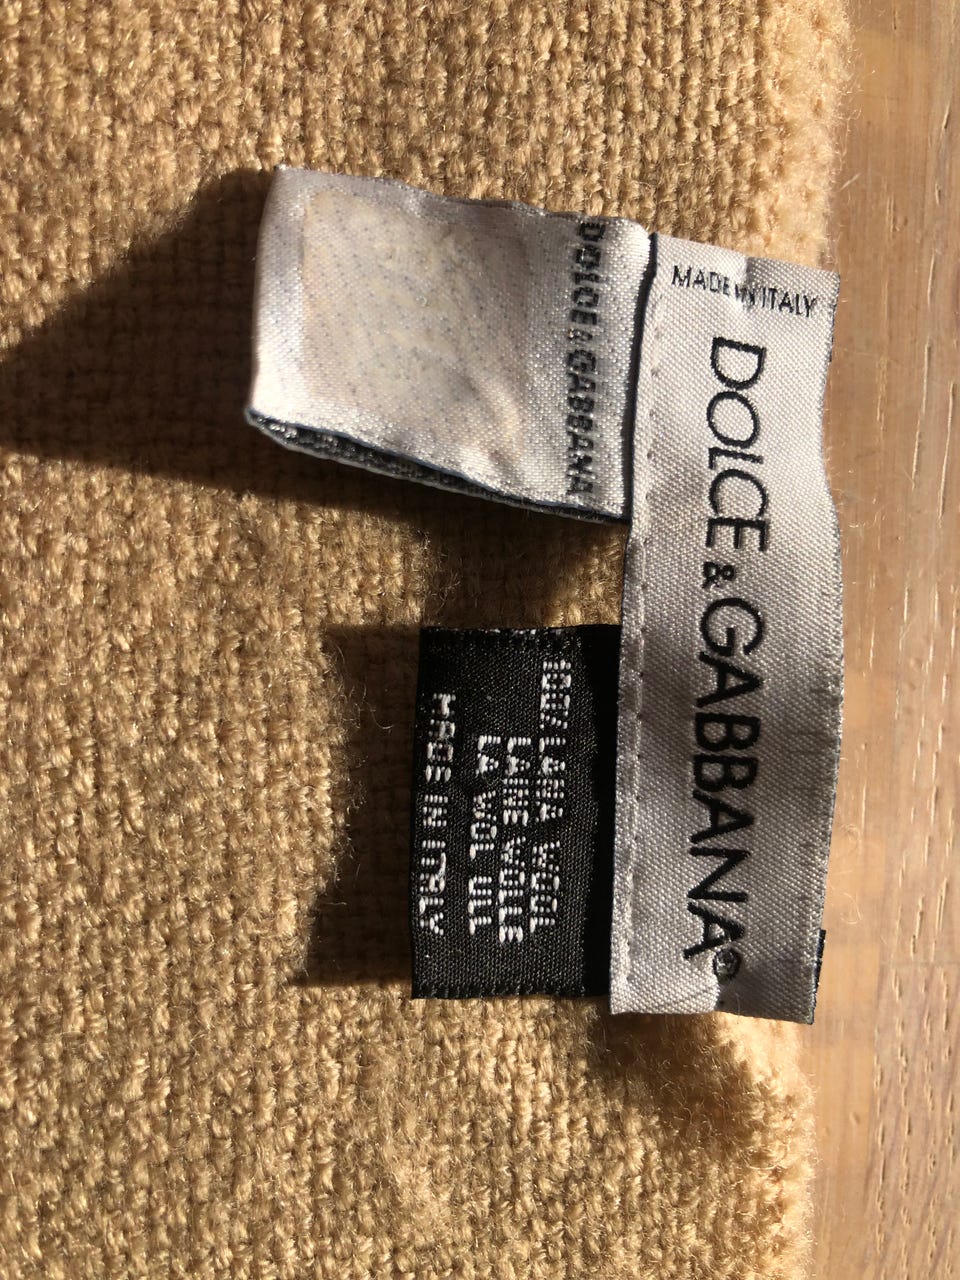 MADE IN ITALY
DOLCE & GABBANA®
DOLCE & GABBANA
100% LANA WOOL
LAINE WOLLE
LA WOL ULL
MADE IN ITALY